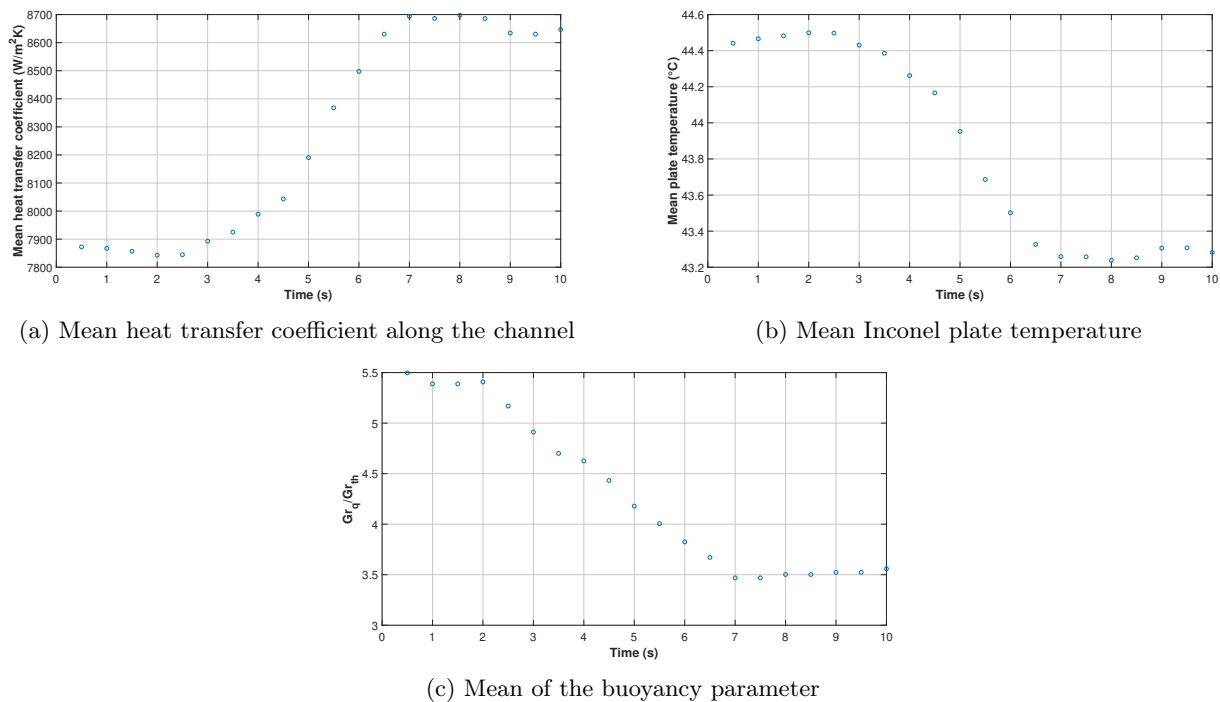 8700
8600
8500
8400
8300
8200
8100
8000
7900
7800
Mean heat transfer coefficient (W/m²K)
0 1 2 3 4 5 6 7 8 9 10
Time (s)
(a) Mean heat transfer coefficient along the channel
44.6
44.4
44.2
44
43.8
43.6
43.4
43.2
Mean plate temperature (°C)
0 1 2 3 4 5 6 7 8 9 10
Time (s)
(b) Mean Inconel plate temperature
5.5
5
4.5
4
3.5
3
Gr_q/Gr_th
0 1 2 3 4 5 6 7 8 9 10
Time (s)
(c) Mean of the buoyancy parameter